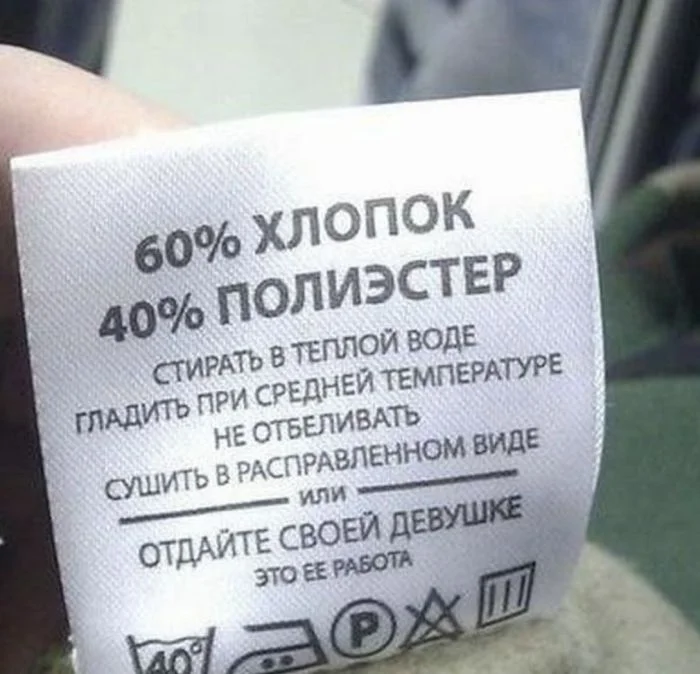 60% ХЛОПОК
40% ПОЛИЭСТЕР
СТИРАТЬ В ТЕПЛОЙ ВОДЕ
ГЛАДИТЬ ПРИ СРЕДНЕЙ ТЕМПЕРАТУРЕ
НЕ ОТБЕЛИВАТЬ
СУШИТЬ В РАСПРАВЛЕННОМ ВИДЕ
ИЛИ
ОТДАЙТЕ СВОЕЙ ДЕВУШКЕ
ЭТО ЕЕ РАБОТА
40° P